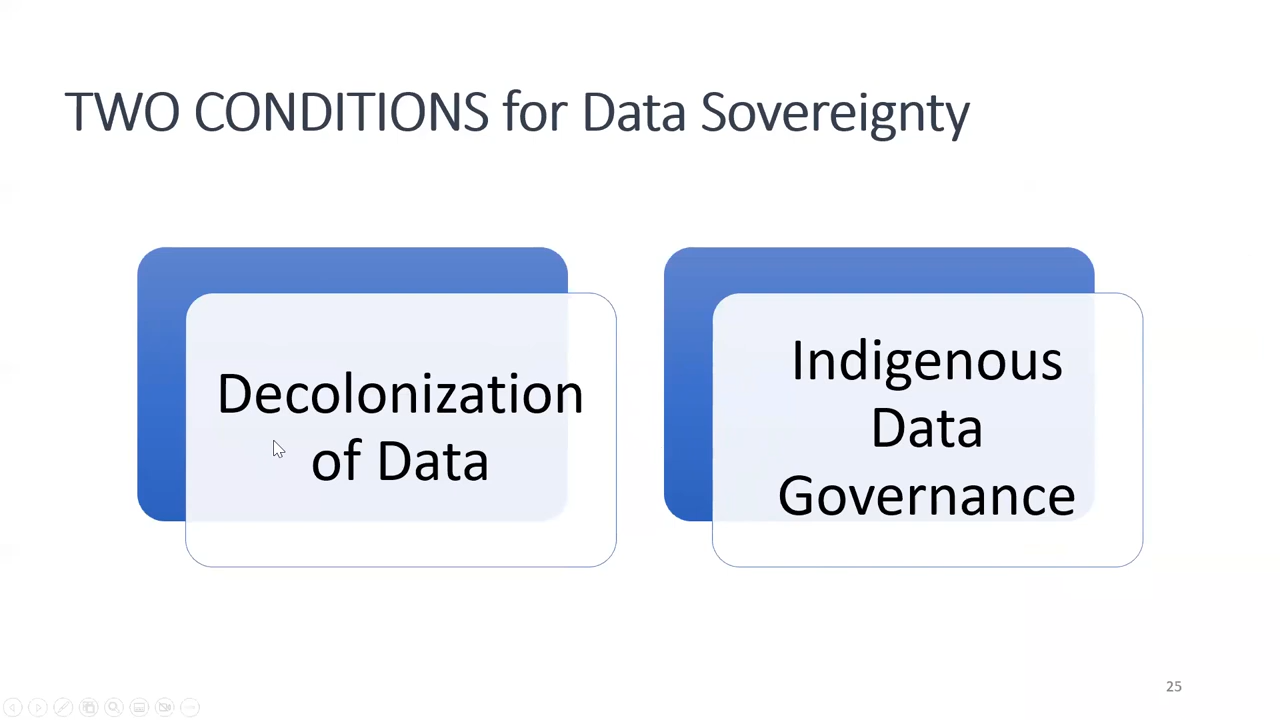 TWO CONDITIONS for Data Sovereignty
Decolonization
of Data
Indigenous
Data
Governance
25